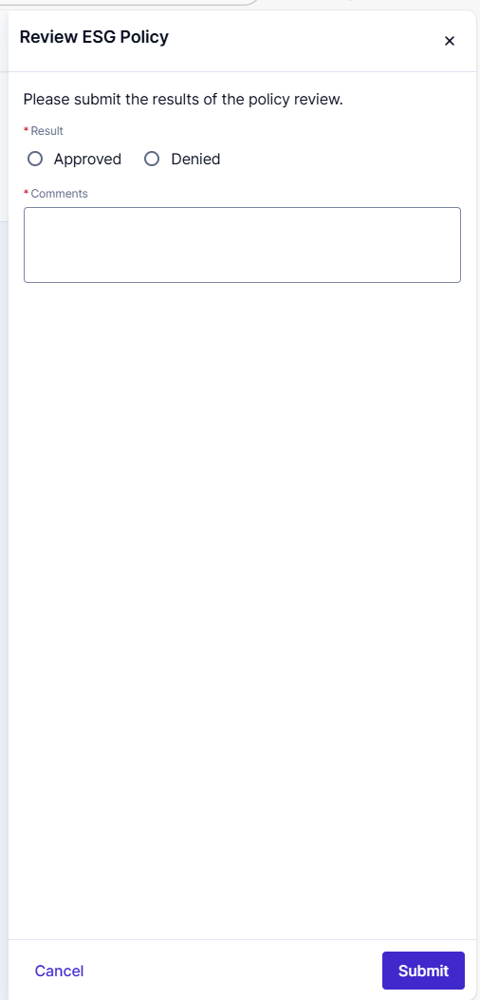 Review ESG Policy
Please submit the results of the policy review.
* Result
Approved Denied
* Comments
Cancel Submit